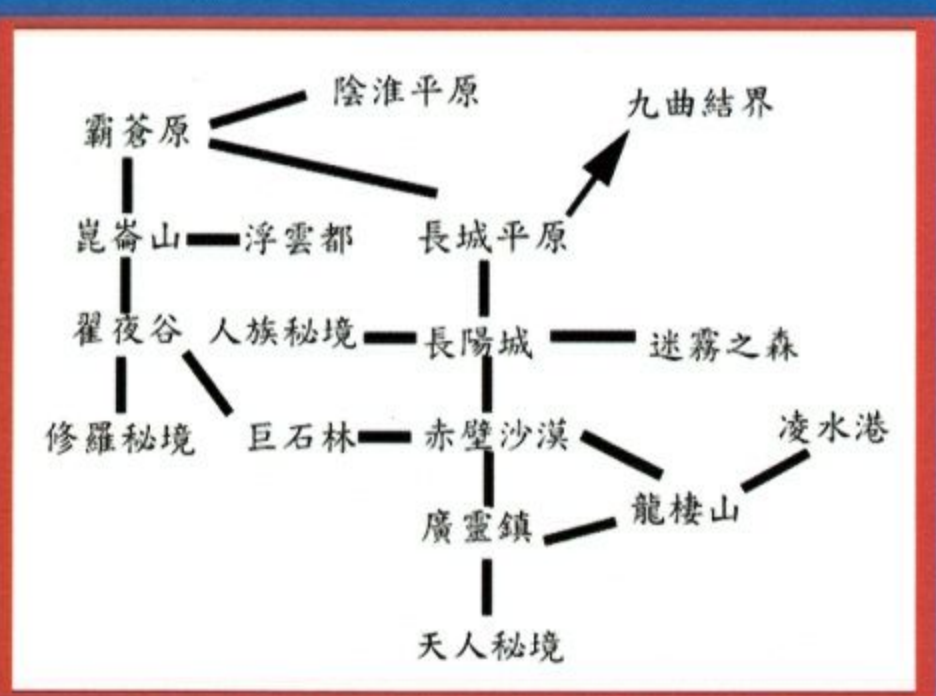 陰淮平原
九曲結界
霸蒼原
崑崙山
浮雲都
長城平原
翟夜谷
人族秘境
長陽城
迷霧之森
修羅秘境
巨石林
赤壁沙漠
凌水港
廣靈鎮
龍棲山
天人秘境